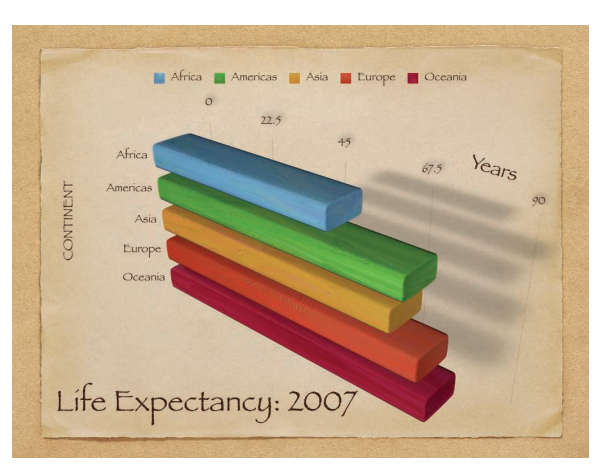 Africa Americas Asia Europe Oceania
0
22.5
45
67.5
Years
90
Africa
Americas
Asia
Europe
Oceania
CONTINENT
Life Expectancy: 2007